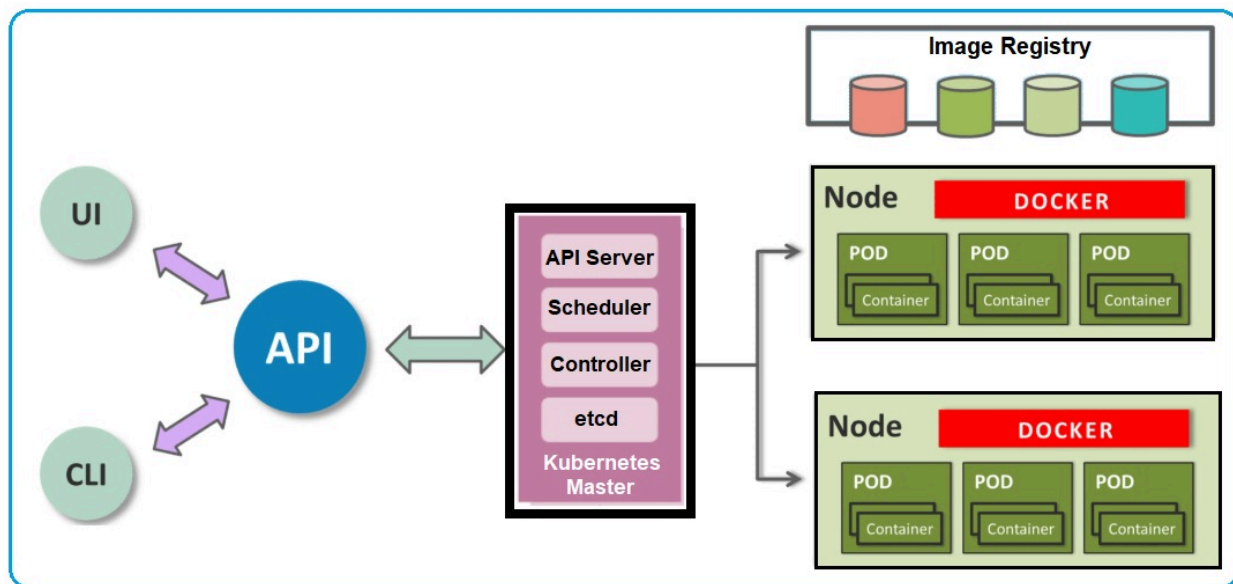 Image Registry
UI
API
CLI
API Server
Scheduler
Controller
etcd
Kubernetes
Master
Node
DOCKER
POD
POD
POD
Container
Container
Container
Node
DOCKER
POD
POD
POD
Container
Container
Container